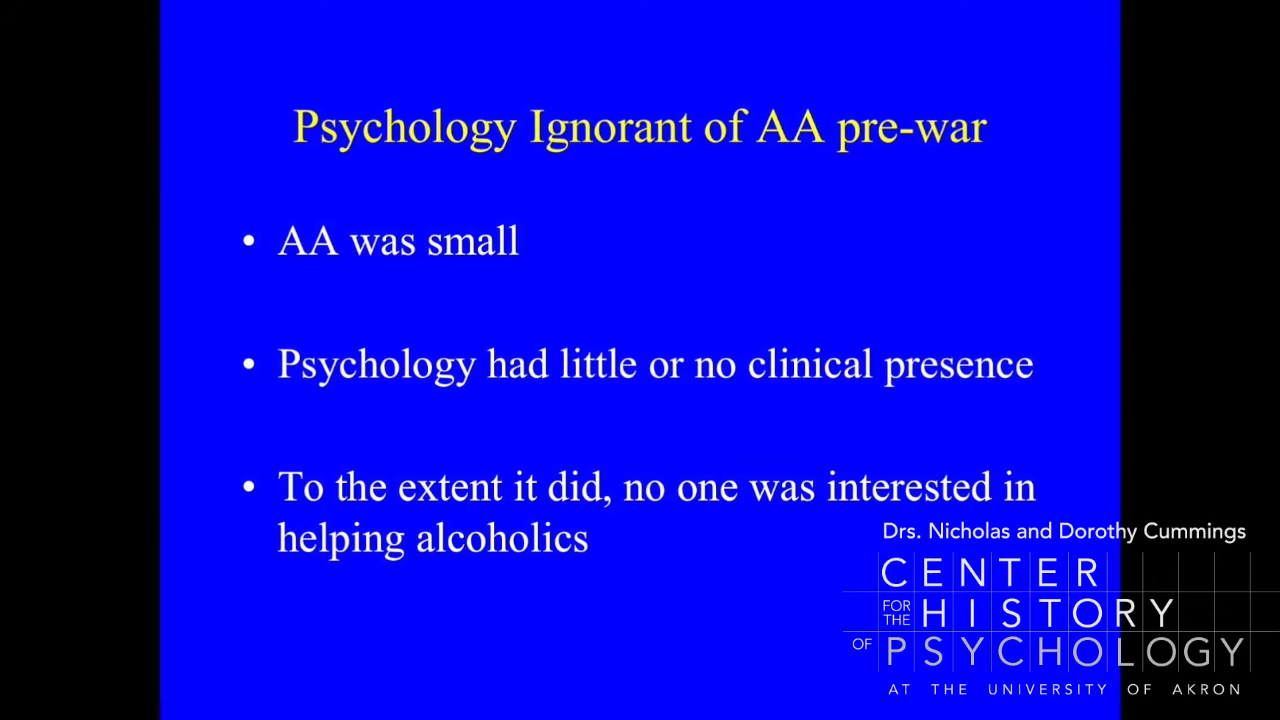 Psychology Ignorant of AA pre-war
• AA was small
• Psychology had little or no clinical presence
• To the extent it did, no one was interested in
helping alcoholics
Drs. Nicholas and Dorothy Cummings
CENTER
FOR THE HISTORY
OF PSYCHOLOGY
AT THE UNIVERSITY OF AKRON